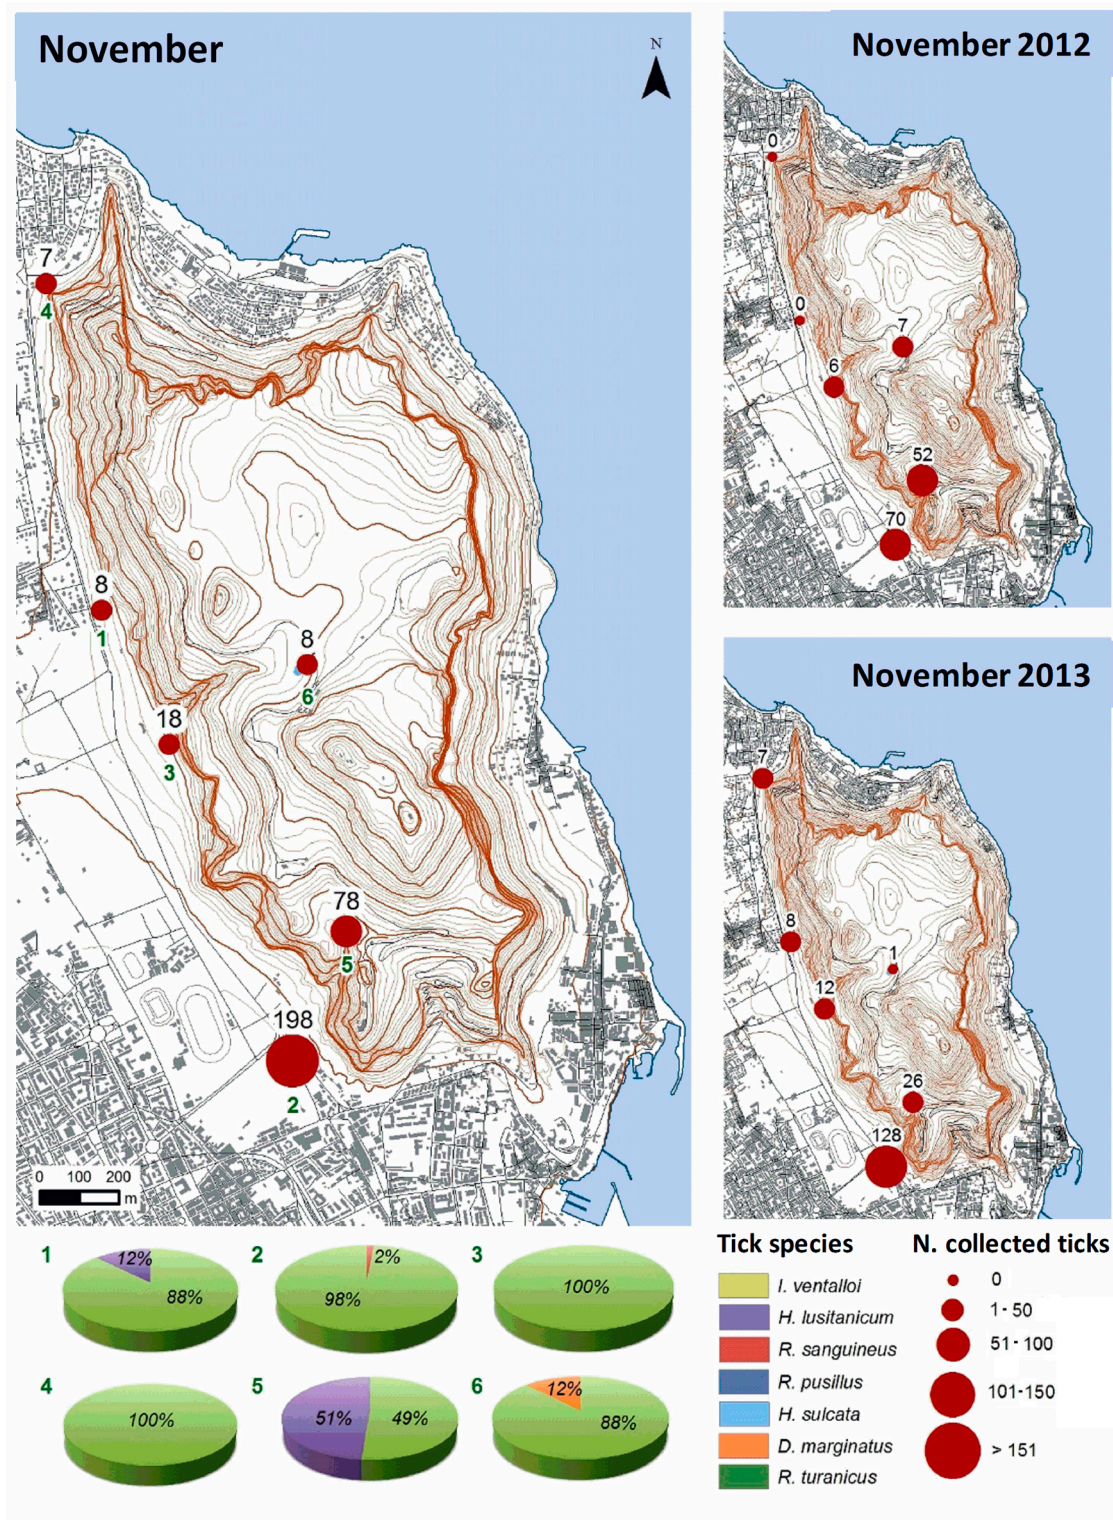 November
N
7
4
8
1
8
6
18
3
78
5
198
2
0 100 200
m
November 2012
0
0
7
6
52
70
November 2013
7
8
1
12
26
128
1
12%
88%
2
2%
98%
3
100%
4
100%
5
51%
49%
6
12%
88%
Tick species
I. ventalloi
H. lusitanicum
R. sanguineus
R. pusillus
H. sulcata
D. marginatus
R. turanicus
N. collected ticks
0
1 - 50
51 - 100
101-150
> 151